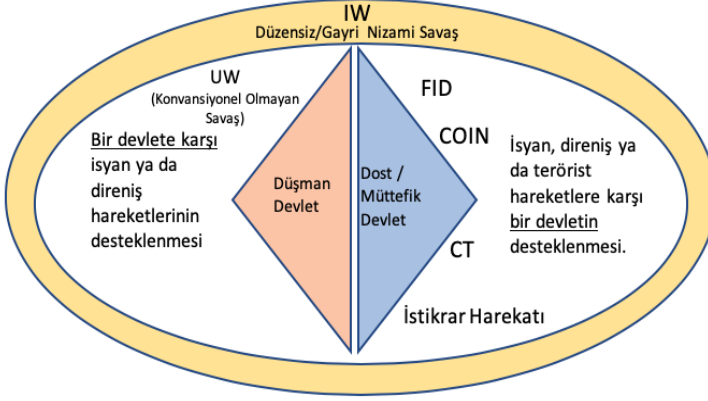 IW
Düzensiz/Gayri Nizami Savaş
UW
(Konvansiyonel Olmayan
Savaş)
Bir devlete karşı
isyan ya da
direniş
hareketlerinin
desteklenmesi
Düşman
Devlet
Dost /
Müttefik
Devlet
FID
COIN
CT
İstikrar Harekatı
İsyan, direniş ya
da terörist
hareketlere karşı
bir devletin
desteklenmesi.